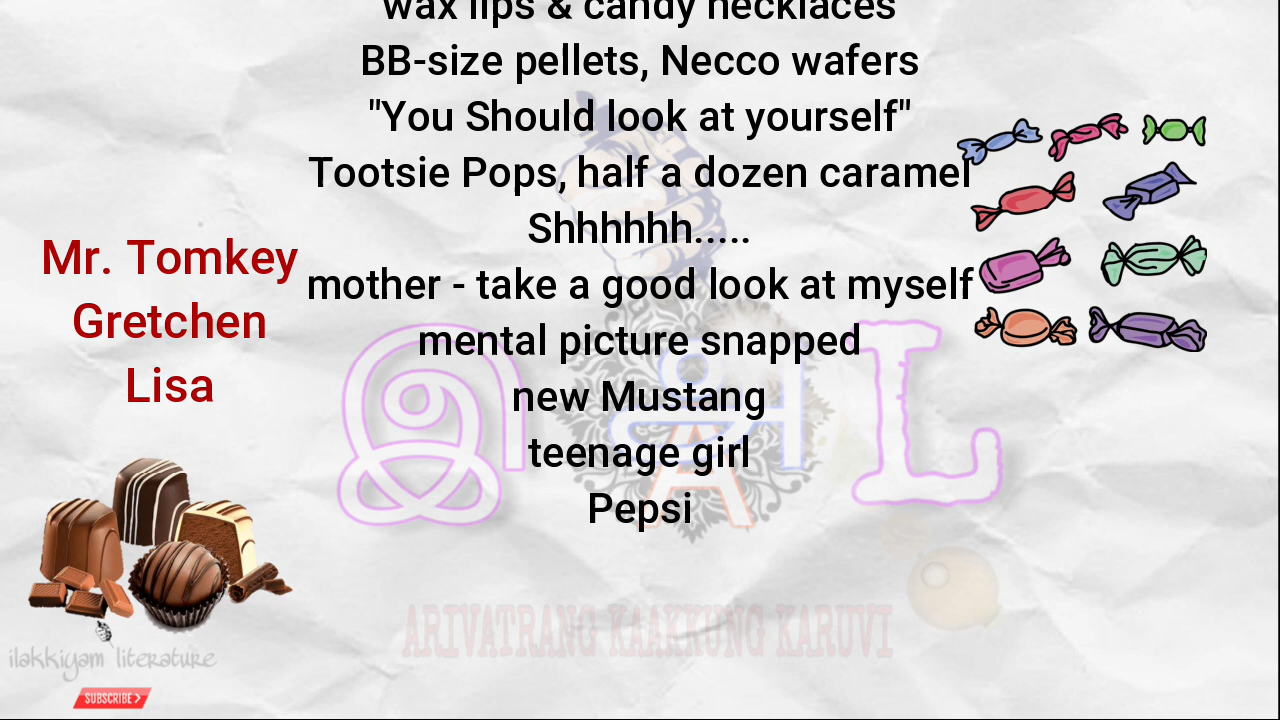 wax lips & candy necklaces
BB-size pellets, Necco wafers
"You Should look at yourself"
Tootsie Pops, half a dozen caramel
Shhhhhh.....
mother - take a good look at myself
mental picture snapped
new Mustang
teenage girl
Pepsi
Mr. Tomkey
Gretchen
Lisa
இ
ARIVATRANG KAAKKUNG KARUVI
ilakkiyam literature
SUBSCRIBE >